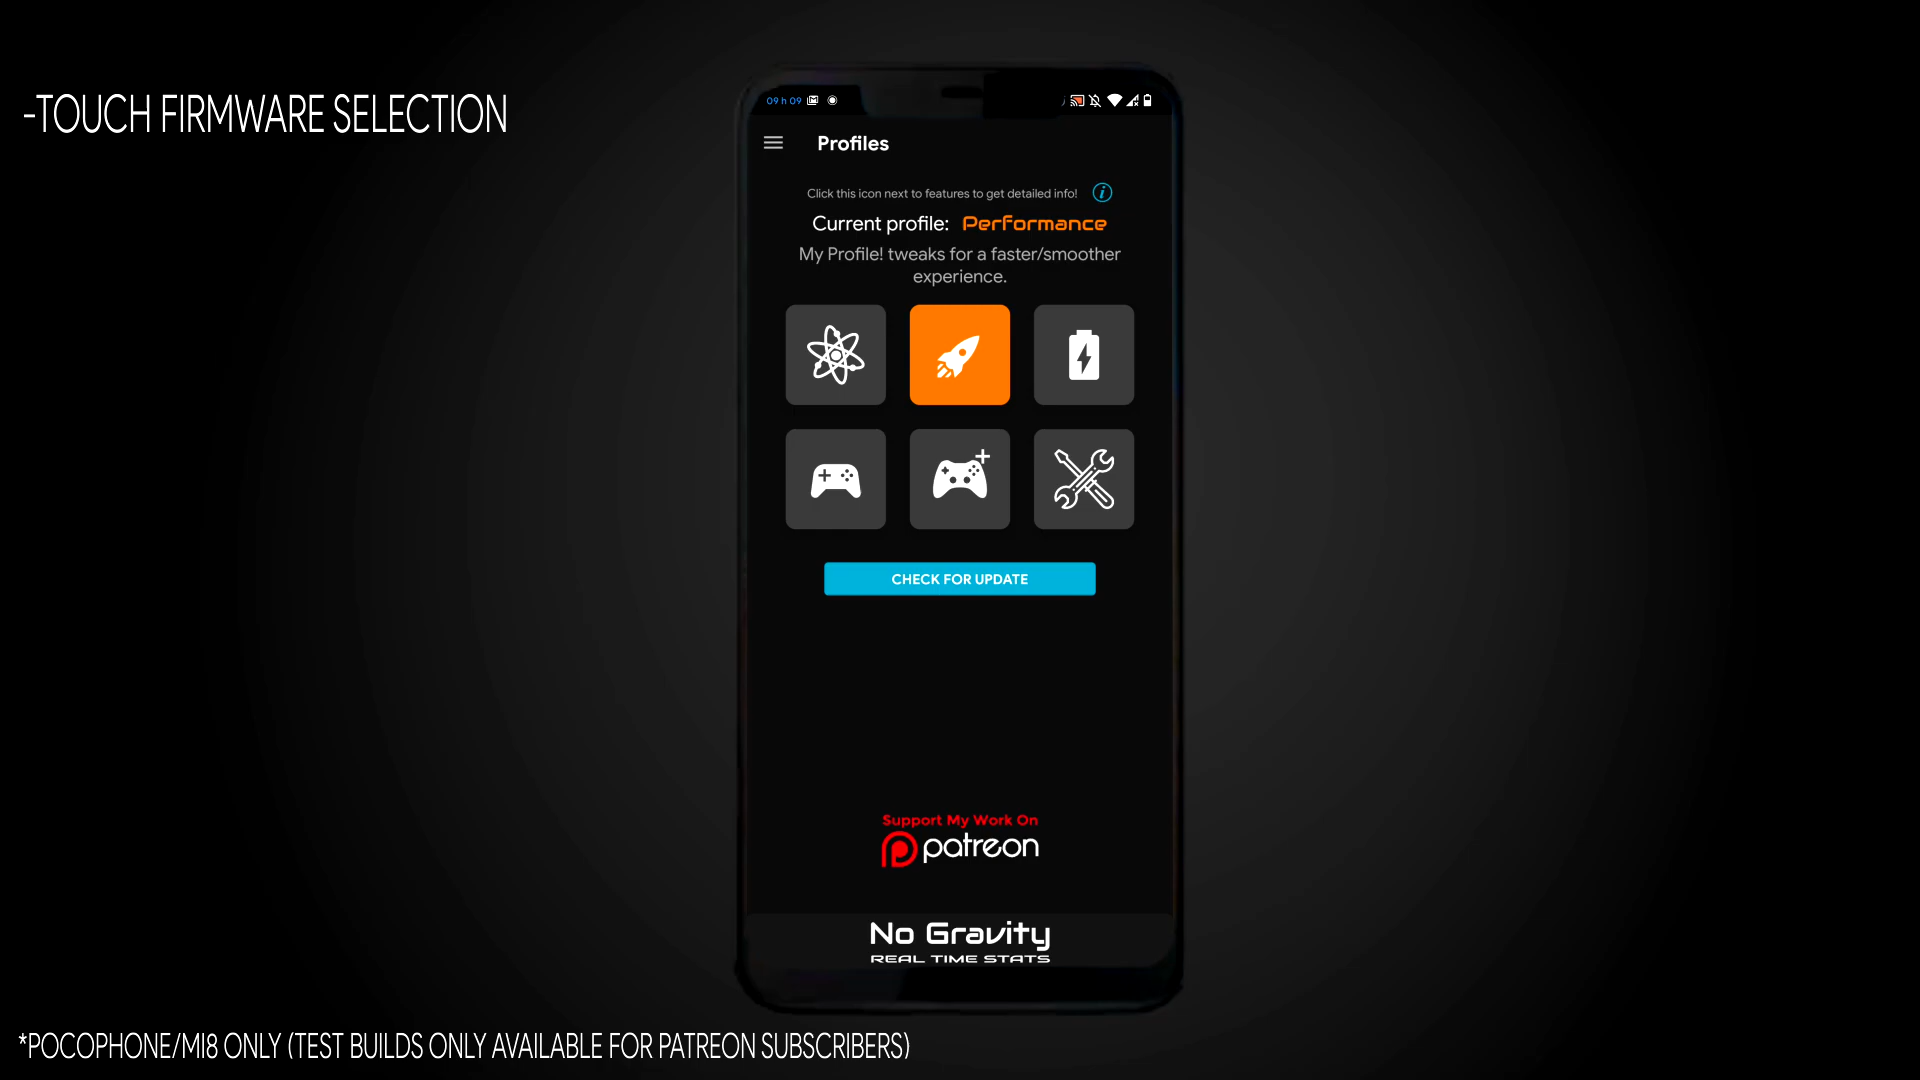 -TOUCH FIRMWARE SELECTION
09 h 09
Profiles
Click this icon next to features to get detailed info!
Current profile: Performance
My Profile! tweaks for a faster/smoother
experience.
CHECK FOR UPDATE
Support My Work On
patreon
No Gravity
REAL TIME STATS
*POCOPHONE/MI8 ONLY (TEST BUILDS ONLY AVAILABLE FOR PATREON SUBSCRIBERS)